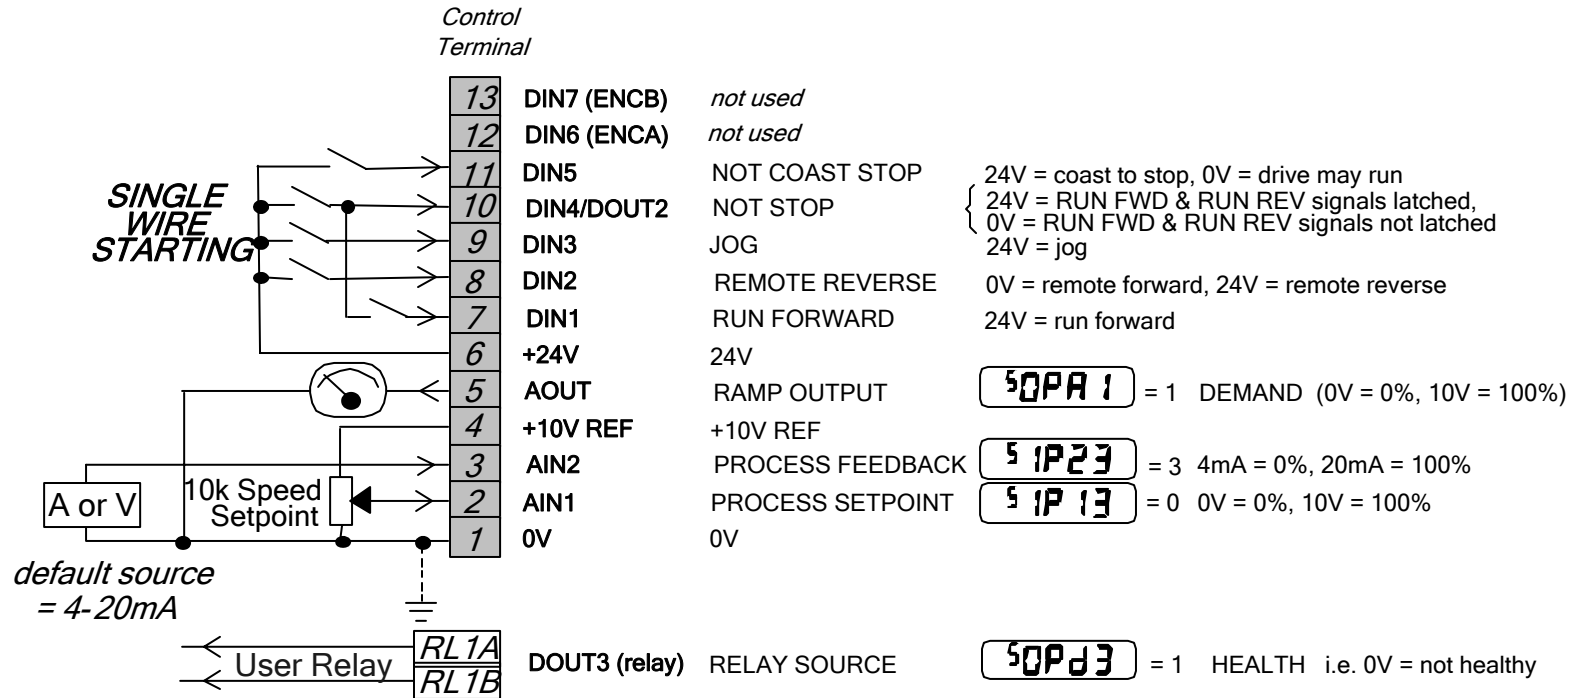 Control
Terminal
13 DIN7 (ENCB) not used
12 DIN6 (ENCA) not used
11 DIN5 NOT COAST STOP 24V = coast to stop, 0V = drive may run
SINGLE WIRE STARTING
10 DIN4/DOUT2 NOT STOP 24V = RUN FWD & RUN REV signals latched,
0V = RUN FWD & RUN REV signals not latched
9 DIN3 JOG 24V = jog
8 DIN2 REMOTE REVERSE 0V = remote forward, 24V = remote reverse
7 DIN1 RUN FORWARD 24V = run forward
6 +24V 24V
5 AOUT RAMP OUTPUT SOPA1 = 1 DEMAND (0V = 0%, 10V = 100%)
4 +10V REF +10V REF
3 AIN2 PROCESS FEEDBACK SIP23 = 3 4mA = 0%, 20mA = 100%
A or V
10k Speed
Setpoint
2 AIN1 PROCESS SETPOINT SIP13 = 0 0V = 0%, 10V = 100%
1 0V 0V
default source
= 4-20mA
User Relay
RL1A
RL1B
DOUT3 (relay) RELAY SOURCE SOPd3 = 1 HEALTH i.e. 0V = not healthy